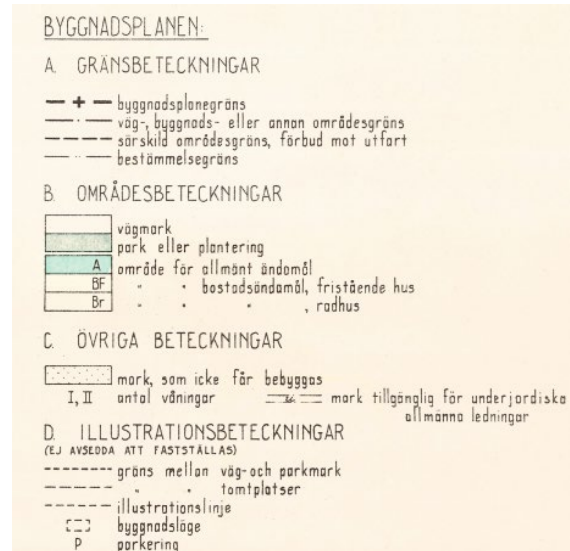 BYGGNADSPLANEN:
A. GRÄNSBETECKNINGAR
byggnadsplanegräns
väg-, byggnads- eller annan områdesgräns
särskild områdesgräns, förbud mot utfart
bestämmelsegräns
B. OMRÅDESBETECKNINGAR
vägmark
park eller plantering
A område för allmänt ändamål
BF " " bostadsändamål, fristående hus
Br " " " , radhus
C. ÖVRIGA BETECKNINGAR
mark, som icke får bebyggas
I, II antal våningar u mark tillgänglig för underjordiska
allmänna ledningar
D. ILLUSTRATIONSBETECKNINGAR
(EJ AVSEDDA ATT FASTSTÄLLAS)
gräns mellan väg-och parkmark
" " tomtplatser
illustrationslinje
byggnadsläge
P parkering